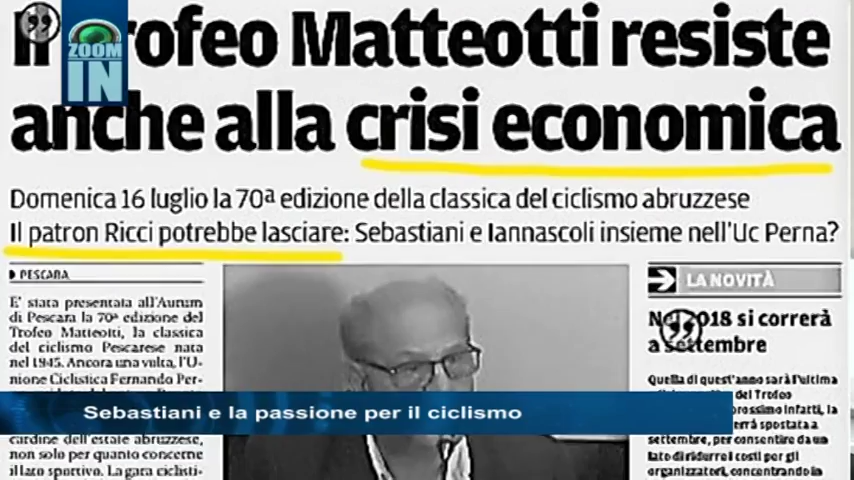 ZOOM
IN
Il Trofeo Matteotti resiste
anche alla crisi economica
Domenica 16 luglio la 70ª edizione della classica del ciclismo abruzzese
Il patron Ricci potrebbe lasciare: Sebastiani e Iannascoli insieme nell'Uc Perna?
PESCARA
E' stata presentata all'Aurum
di Pescara la 70ª edizione del
Trofeo Matteotti, la classica
del ciclismo Pescarese nata
nel 1945. Ancora una volta, l'U-
nione Ciclistica Fernando Per-
cardine dell'estate abruzzese,
non solo per quanto concerne
il lato sportivo. La gara ciclisti-
LA NOVITÀ
Nel 2018 si correrà
a settembre
Quella di quest'anno sarà l'ultima
del Trofeo
prossimo infatti, la
spostata a
settembre, per consentire da un
lato di ridurre i costi per gli
organizzatori, concentrando in
Sebastiani e la passione per il ciclismo